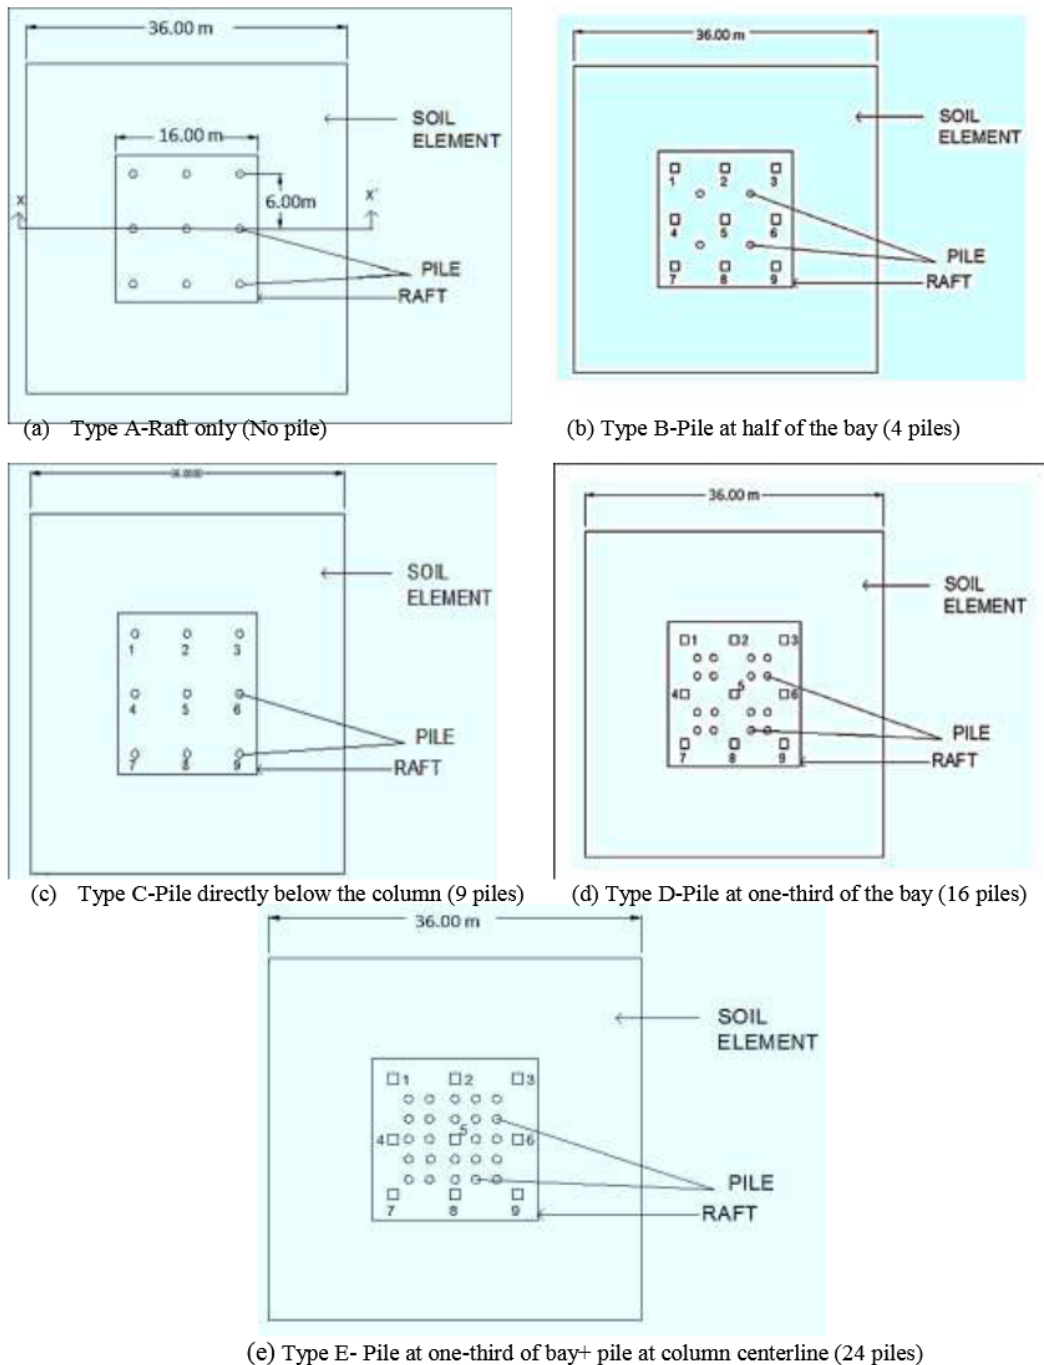 36.00 m
SOIL
ELEMENT
16.00 m
x
6.00m
x'
PILE
RAFT
(a) Type A-Raft only (No pile)
36.00 m
SOIL
ELEMENT
1 2 3
4 5 6
7 8 9
PILE
RAFT
(b) Type B-Pile at half of the bay (4 piles)
SOIL
ELEMENT
1 2 3
4 5 6
7 8 9
PILE
RAFT
(c) Type C-Pile directly below the column (9 piles)
36.00 m
SOIL
ELEMENT
1 2 3
4 5 6
7 8 9
PILE
RAFT
(d) Type D-Pile at one-third of the bay (16 piles)
36.00 m
SOIL
ELEMENT
1 2 3
4 5 6
7 8 9
PILE
RAFT
(e) Type E- Pile at one-third of bay+ pile at column centerline (24 piles)